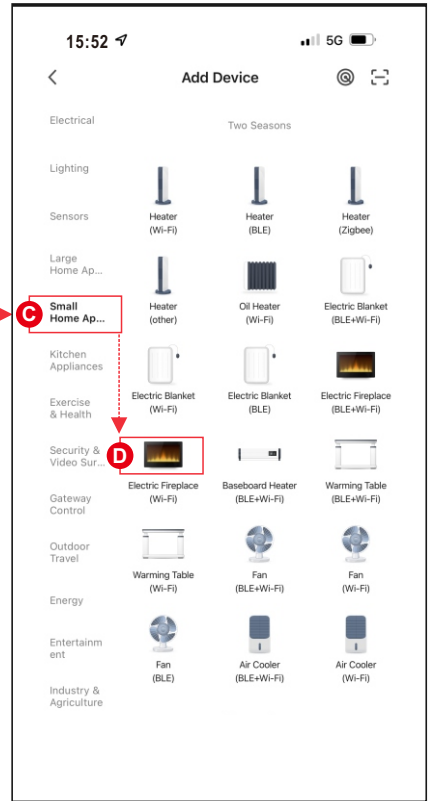 15:52
5G
Add Device
Electrical
Lighting
Sensors
Large
Home Ap...
C
Small
Home Ap...
Kitchen
Appliances
Exercise
& Health
Security &
Video Sur...
Gateway
Control
Outdoor
Travel
Energy
Entertainm
ent
Industry &
Agriculture
Two Seasons
Heater
(Wi-Fi)
Heater
(BLE)
Heater
(Zigbee)
Heater
(other)
Oil Heater
(Wi-Fi)
Electric Blanket
(BLE+Wi-Fi)
Electric Blanket
(Wi-Fi)
Electric Blanket
(BLE)
Electric Fireplace
(BLE+Wi-Fi)
D
Electric Fireplace
(Wi-Fi)
Baseboard Heater
(BLE+Wi-Fi)
Warming Table
(BLE+Wi-Fi)
Warming Table
(Wi-Fi)
Fan
(BLE+Wi-Fi)
Fan
(Wi-Fi)
Fan
(BLE)
Air Cooler
(BLE+Wi-Fi)
Air Cooler
(Wi-Fi)